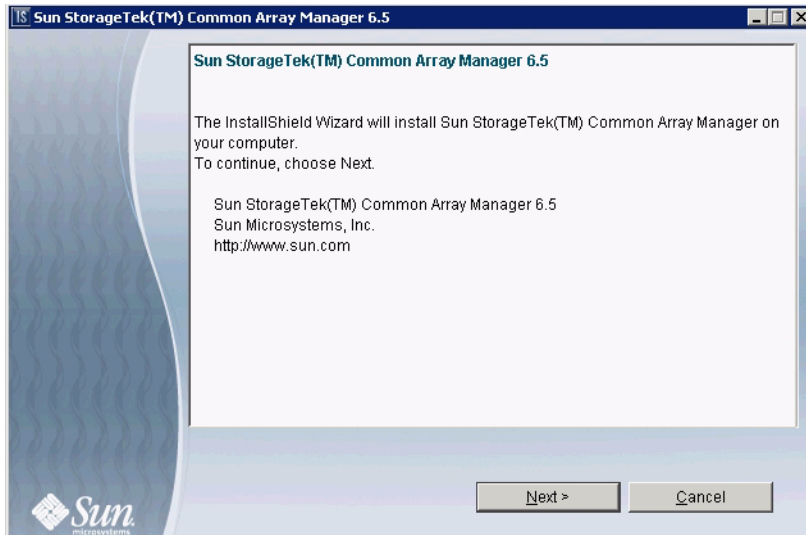 IS Sun StorageTek(TM) Common Array Manager 6.5
Sun StorageTek(TM) Common Array Manager 6.5
The InstallShield Wizard will install Sun StorageTek(TM) Common Array Manager on
your computer.
To continue, choose Next.
Sun StorageTek(TM) Common Array Manager 6.5
Sun Microsystems, Inc.
http://www.sun.com
Next >
Cancel
Sun
microsystems